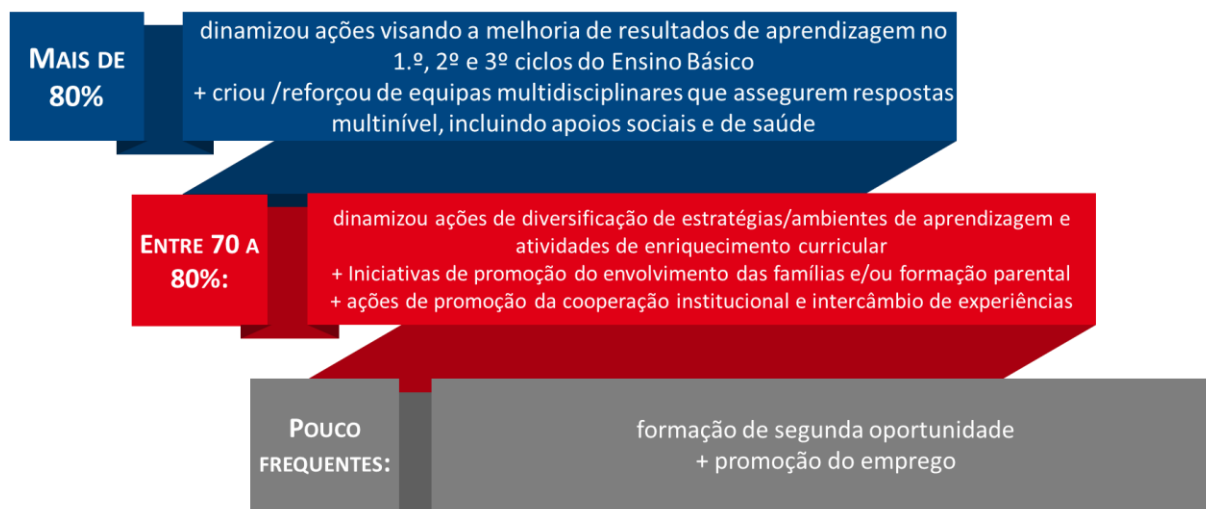 MAIS DE
80%
dinamizou ações visando a melhoria de resultados de aprendizagem no
1.º, 2º e 3º ciclos do Ensino Básico
+ criou /reforçou de equipas multidisciplinares que assegurem respostas
multinível, incluindo apoios sociais e de saúde
ENTRE 70 A
80%:
dinamizou ações de diversificação de estratégias/ambientes de aprendizagem e
atividades de enriquecimento curricular
+ Iniciativas de promoção do envolvimento das famílias e/ou formação parental
+ ações de promoção da cooperação institucional e intercâmbio de experiências
POUCO
FREQUENTES:
formação de segunda oportunidade
+ promoção do emprego